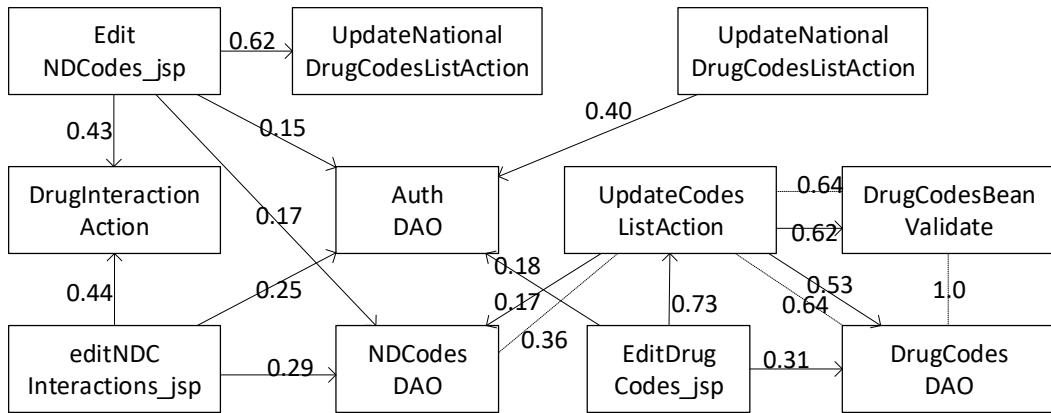 Edit
NDCodes_jsp
0.62
UpdateNational
DrugCodesListAction
UpdateNational
DrugCodesListAction
0.43
0.15
0.40
DrugInteraction
Action
0.17
Auth
DAO
UpdateCodes
ListAction
0.64
0.62
DrugCodesBean
Validate
0.44
0.25
0.18
0.17
0.73
0.53
0.64
1.0
editNDC
Interactions_jsp
0.29
NDCodes
DAO
0.36
EditDrug
Codes_jsp
0.31
DrugCodes
DAO